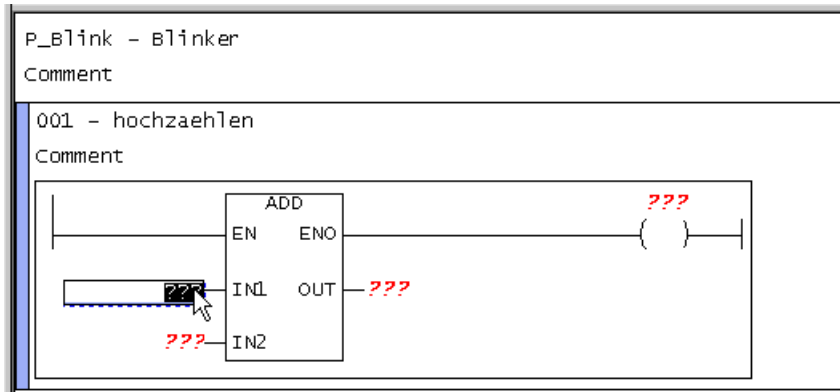 P_Blink – Blinker
Comment
001 – hochzaehlen
Comment
ADD
???
EN ENO
( )
??? IN1 OUT ???
??? IN2